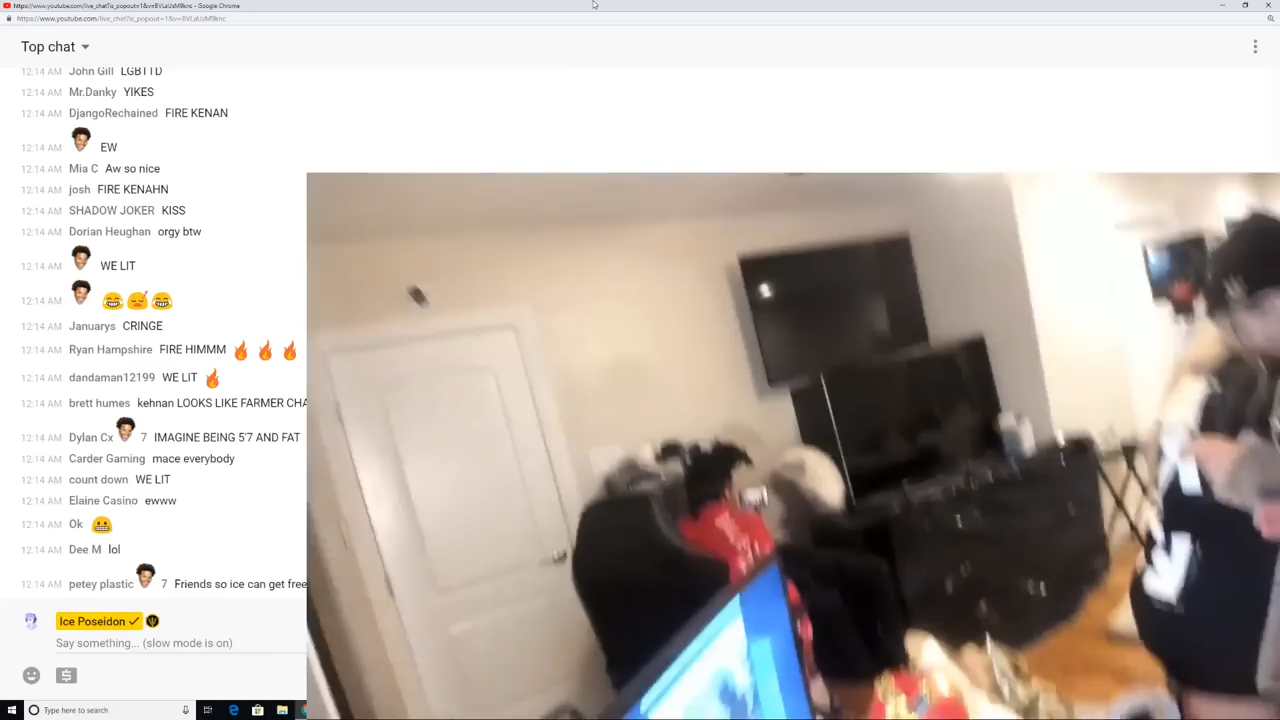 https://www.youtube.com/live_chat?is_popout=1&v=BVLaUsM9knc - Google Chrome
https://www.youtube.com/live_chat?is_popout=1&v=BVLaUsM9knc
Top chat
12:14 AM John Gill LGBTTD
12:14 AM Mr.Danky YIKES
12:14 AM DjangoRechained FIRE KENAN
12:14 AM EW
12:14 AM Mia C Aw so nice
12:14 AM josh FIRE KENAHN
12:14 AM SHADOW JOKER KISS
12:14 AM Dorian Heughan orgy btw
12:14 AM WE LIT
12:14 AM 😂 😴 😂
12:14 AM Januarys CRINGE
12:14 AM Ryan Hampshire FIRE HIMMM 🔥 🔥 🔥
12:14 AM dandaman12199 WE LIT 🔥
12:14 AM brett humes kehnan LOOKS LIKE FARMER CHA
12:14 AM Dylan Cx 7 IMAGINE BEING 5'7 AND FAT
12:14 AM Carder Gaming mace everybody
12:14 AM count down WE LIT
12:14 AM Elaine Casino ewww
12:14 AM Ok 😬
12:14 AM Dee M lol
12:14 AM petey plastic 7 Friends so ice can get free
Ice Poseidon ✓
Say something... (slow mode is on)
Type here to search